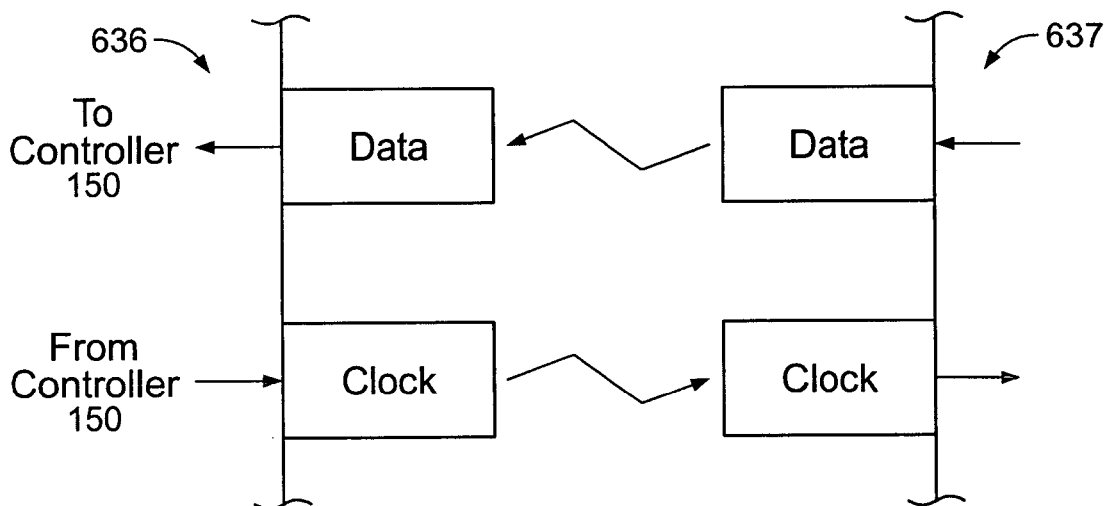 636
637
To
Controller
150
Data
Data
From
Controller
150
Clock
Clock